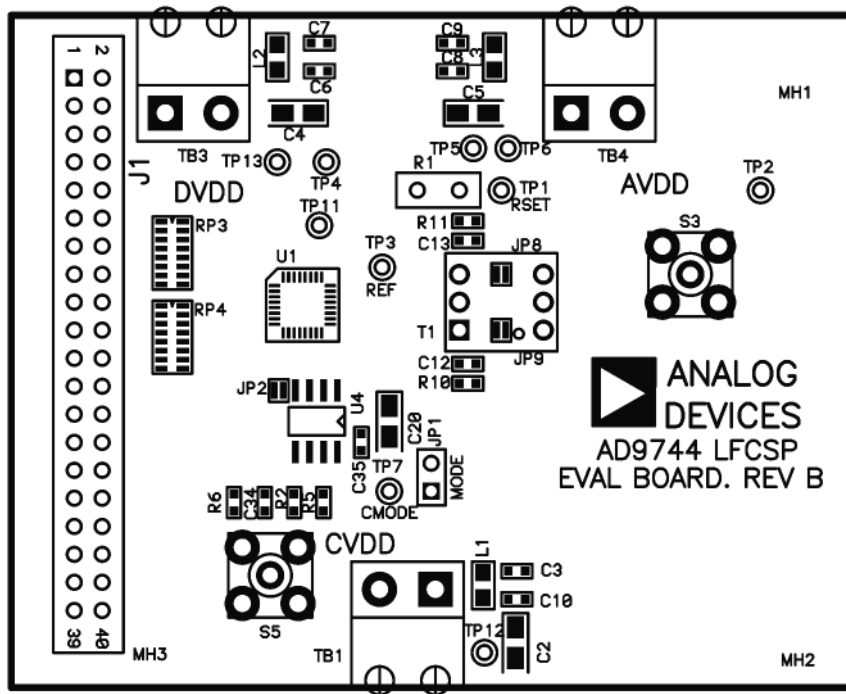 1 2
J1
39 40
MH3
TB3
L2
C7
C6
C4
TP13
TP4
DVDD
TP11
RP3
RP4
C9
C8
L3
C5
TP5
TP6
TB4
MH1
R1
TP1
RSET
AVDD
TP2
S3
R11
C13
TP3
REF
U1
JP8
T1
JP9
C12
R10
JP2
U4
C20
C35
JP1
MODE
TP7
CMODE
ANALOG
DEVICES
AD9744 LFCSP
EVAL BOARD. REV B
R6
C34
R2
R5
CVDD
S5
TB1
L1
C3
C10
TP12
C2
MH2